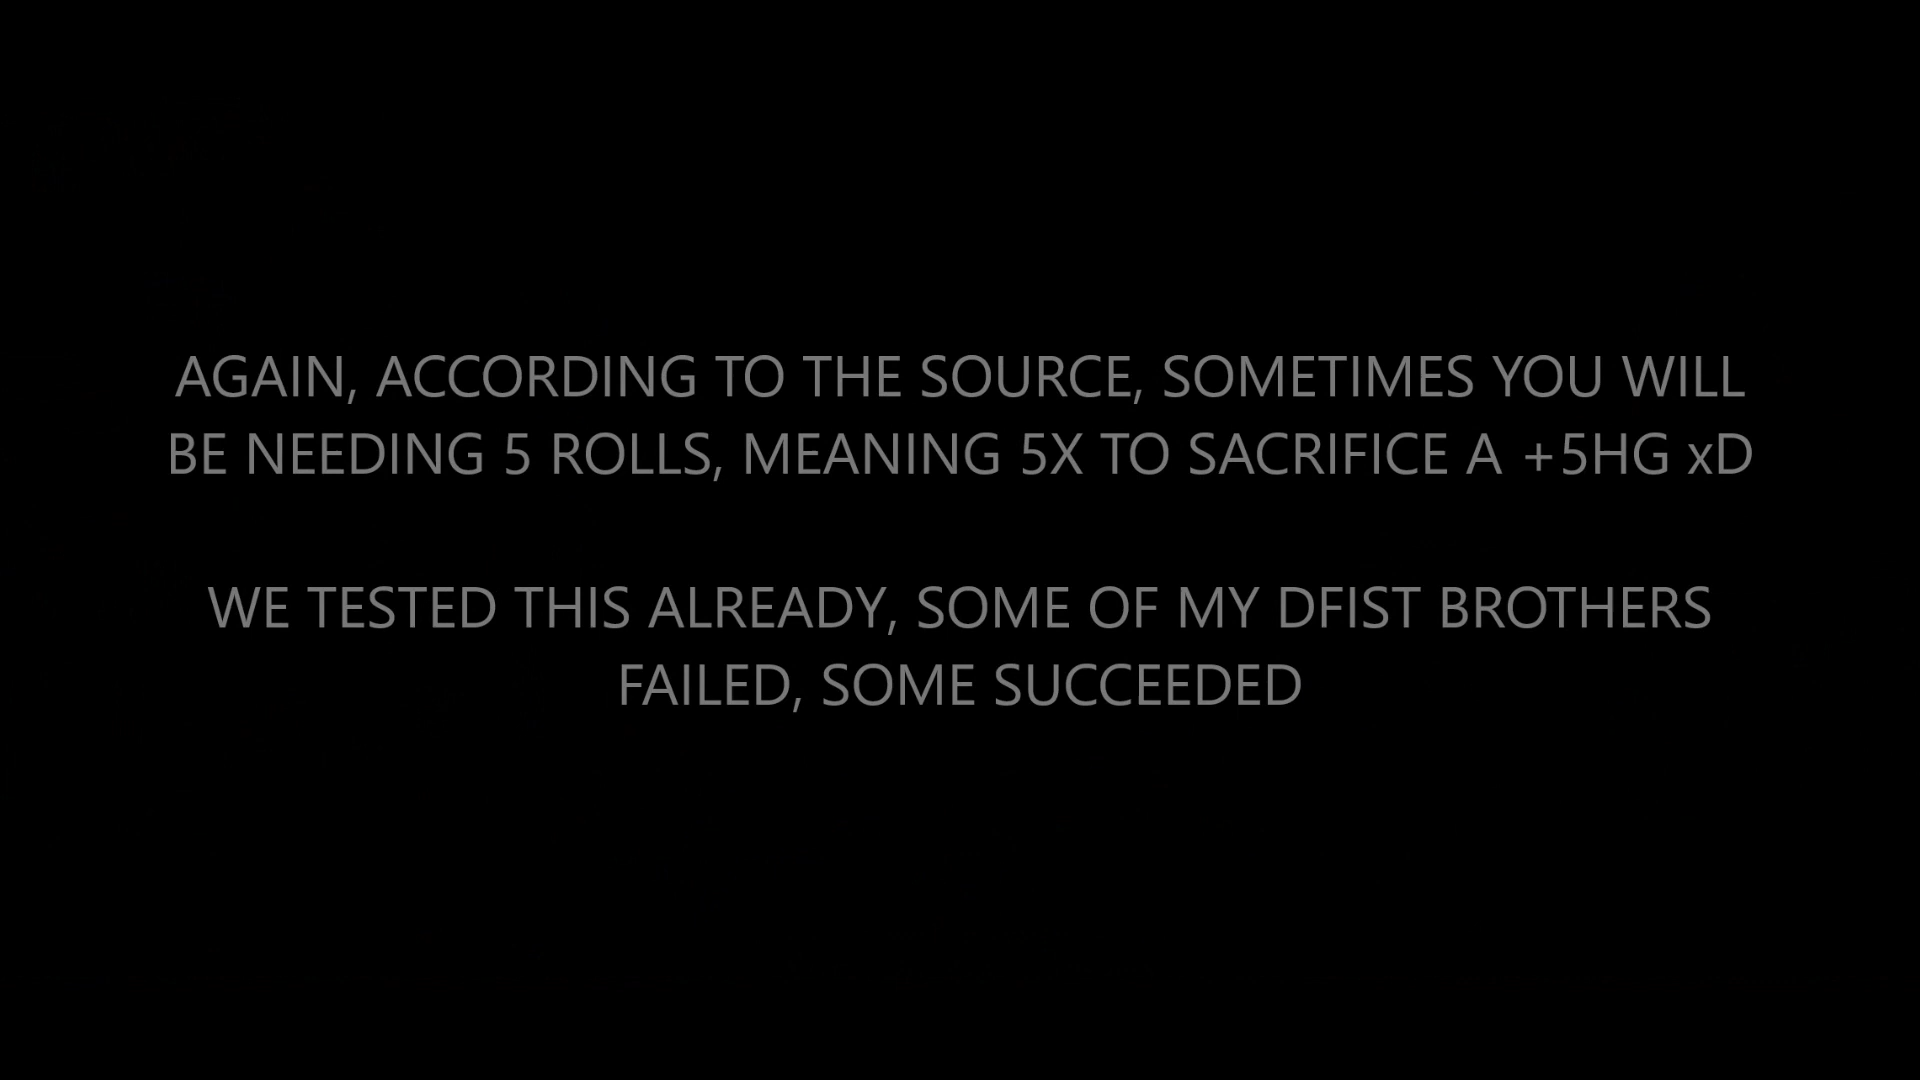 AGAIN, ACCORDING TO THE SOURCE, SOMETIMES YOU WILL
BE NEEDING 5 ROLLS, MEANING 5X TO SACRIFICE A +5HG xD
WE TESTED THIS ALREADY, SOME OF MY DFIST BROTHERS
FAILED, SOME SUCCEEDED